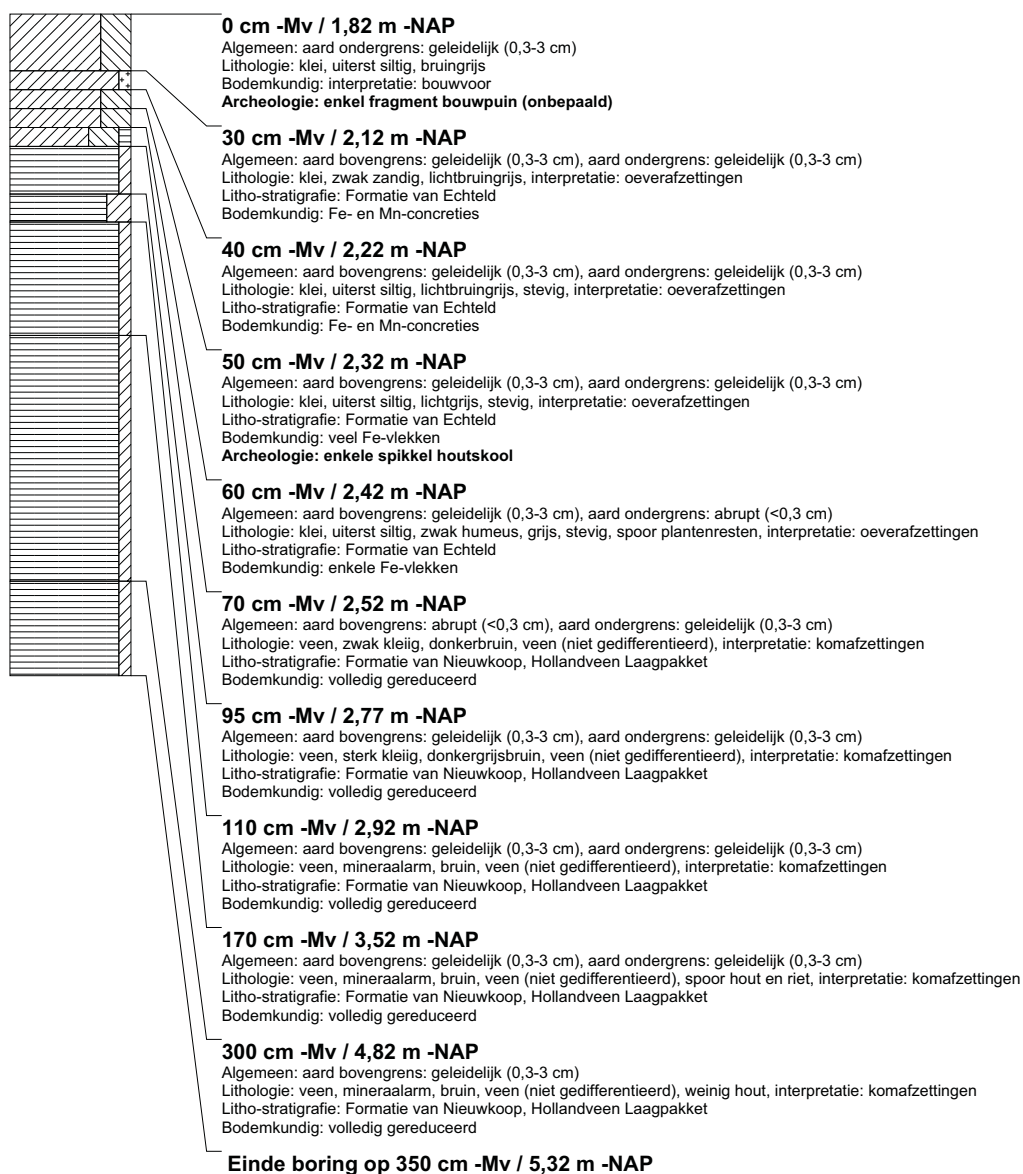 0 cm -Mv / 1,82 m -NAP
Algemeen: aard ondergrens: geleidelijk (0,3-3 cm)
Lithologie: klei, uiterst siltig, bruingrijs
Bodemkundig: interpretatie: bouwvoor
Archeologie: enkel fragment bouwpuin (onbepaald)
30 cm -Mv / 2,12 m -NAP
Algemeen: aard bovengrens: geleidelijk (0,3-3 cm), aard ondergrens: geleidelijk (0,3-3 cm)
Lithologie: klei, zwak zandig, lichtbruingrijs, interpretatie: oeverafzettingen
Litho-stratigrafie: Formatie van Echteld
Bodemkundig: Fe- en Mn-concreties
40 cm -Mv / 2,22 m -NAP
Algemeen: aard bovengrens: geleidelijk (0,3-3 cm), aard ondergrens: geleidelijk (0,3-3 cm)
Lithologie: klei, uiterst siltig, lichtbruingrijs, stevig, interpretatie: oeverafzettingen
Litho-stratigrafie: Formatie van Echteld
Bodemkundig: Fe- en Mn-concreties
50 cm -Mv / 2,32 m -NAP
Algemeen: aard bovengrens: geleidelijk (0,3-3 cm), aard ondergrens: geleidelijk (0,3-3 cm)
Lithologie: klei, uiterst siltig, lichtgrijs, stevig, interpretatie: oeverafzettingen
Litho-stratigrafie: Formatie van Echteld
Bodemkundig: veel Fe-vlekken
Archeologie: enkele spikkel houtskool
60 cm -Mv / 2,42 m -NAP
Algemeen: aard bovengrens: geleidelijk (0,3-3 cm), aard ondergrens: abrupt (<0,3 cm)
Lithologie: klei, uiterst siltig, zwak humeus, grijs, stevig, spoor plantenresten, interpretatie: oeverafzettingen
Litho-stratigrafie: Formatie van Echteld
Bodemkundig: enkele Fe-vlekken
70 cm -Mv / 2,52 m -NAP
Algemeen: aard bovengrens: abrupt (<0,3 cm), aard ondergrens: geleidelijk (0,3-3 cm)
Lithologie: veen, zwak kleiig, donkerbruin, veen (niet gedifferentieerd), interpretatie: komafzettingen
Litho-stratigrafie: Formatie van Nieuwkoop, Hollandveen Laagpakket
Bodemkundig: volledig gereduceerd
95 cm -Mv / 2,77 m -NAP
Algemeen: aard bovengrens: geleidelijk (0,3-3 cm), aard ondergrens: geleidelijk (0,3-3 cm)
Lithologie: veen, sterk kleiig, donkergrijsbruin, veen (niet gedifferentieerd), interpretatie: komafzettingen
Litho-stratigrafie: Formatie van Nieuwkoop, Hollandveen Laagpakket
Bodemkundig: volledig gereduceerd
110 cm -Mv / 2,92 m -NAP
Algemeen: aard bovengrens: geleidelijk (0,3-3 cm), aard ondergrens: geleidelijk (0,3-3 cm)
Lithologie: veen, mineraalarm, bruin, veen (niet gedifferentieerd), interpretatie: komafzettingen
Litho-stratigrafie: Formatie van Nieuwkoop, Hollandveen Laagpakket
Bodemkundig: volledig gereduceerd
170 cm -Mv / 3,52 m -NAP
Algemeen: aard bovengrens: geleidelijk (0,3-3 cm), aard ondergrens: geleidelijk (0,3-3 cm)
Lithologie: veen, mineraalarm, bruin, veen (niet gedifferentieerd), spoor hout en riet, interpretatie: komafzettingen
Litho-stratigrafie: Formatie van Nieuwkoop, Hollandveen Laagpakket
Bodemkundig: volledig gereduceerd
300 cm -Mv / 4,82 m -NAP
Algemeen: aard bovengrens: geleidelijk (0,3-3 cm)
Lithologie: veen, mineraalarm, bruin, veen (niet gedifferentieerd), weinig hout, interpretatie: komafzettingen
Litho-stratigrafie: Formatie van Nieuwkoop, Hollandveen Laagpakket
Bodemkundig: volledig gereduceerd
Einde boring op 350 cm -Mv / 5,32 m -NAP